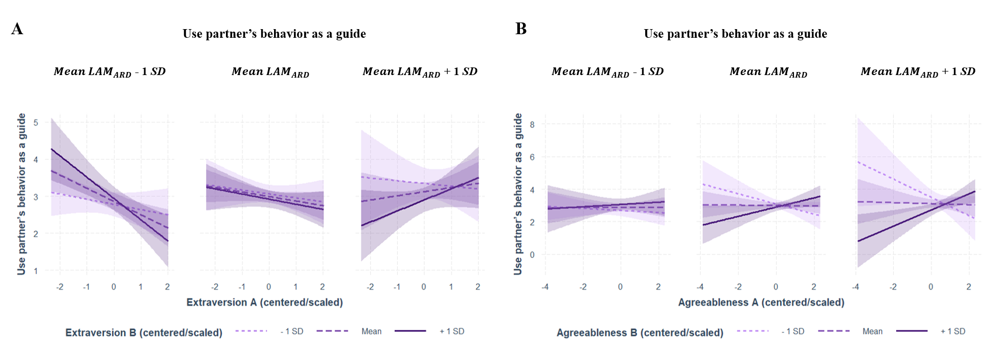 A
Use partner's behavior as a guide
Mean LAM_ARD - 1 SD
Mean LAM_ARD
Mean LAM_ARD + 1 SD
Use partner's behavior as a guide
5
4
3
2
1
-2 -1 0 1 2
-2 -1 0 1 2
-2 -1 0 1 2
Extraversion A (centered/scaled)
Extraversion B (centered/scaled) - 1 SD Mean + 1 SD
B
Use partner's behavior as a guide
Mean LAM_ARD - 1 SD
Mean LAM_ARD
Mean LAM_ARD + 1 SD
Use partner's behavior as a guide
8
6
4
2
0
-4 -2 0 2
-4 -2 0 2
-4 -2 0 2
Agreeableness A (centered/scaled)
Agreeableness B (centered/scaled) - 1 SD Mean + 1 SD